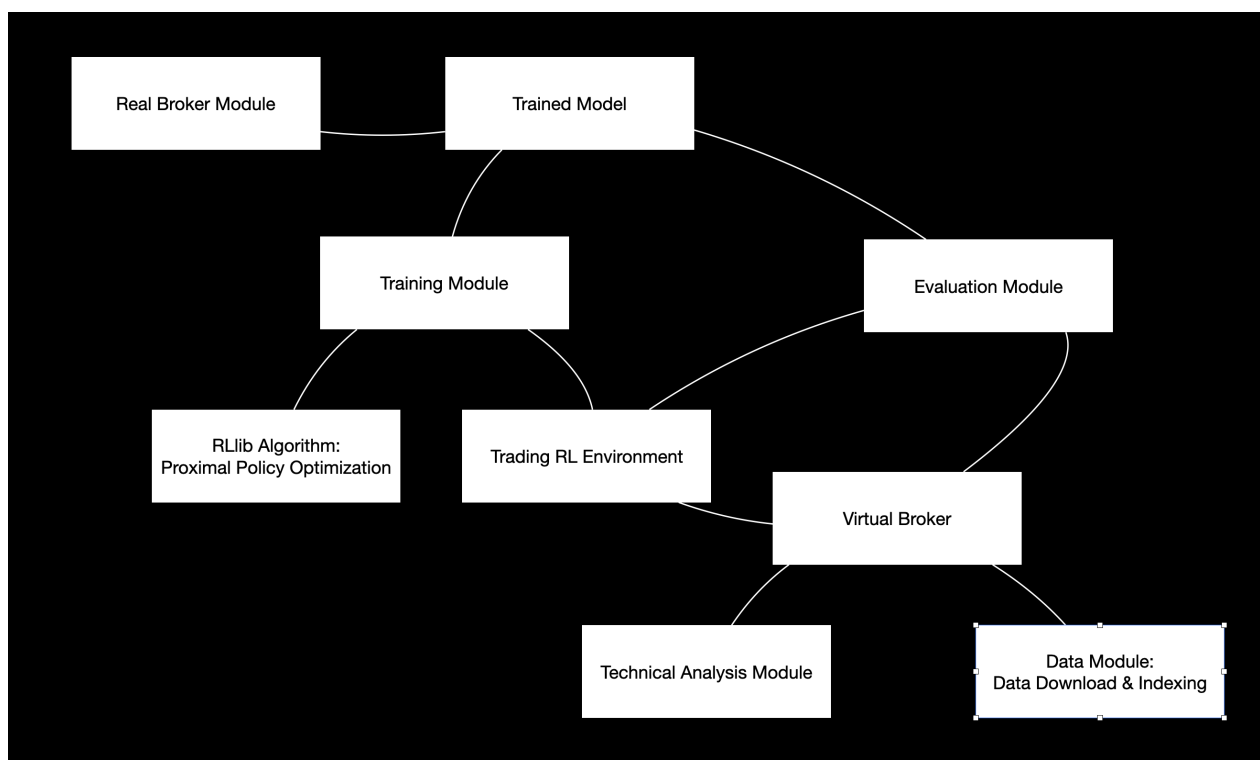 Real Broker Module
Trained Model
Training Module
Evaluation Module
RLlib Algorithm:
Proximal Policy Optimization
Trading RL Environment
Virtual Broker
Technical Analysis Module
Data Module:
Data Download & Indexing